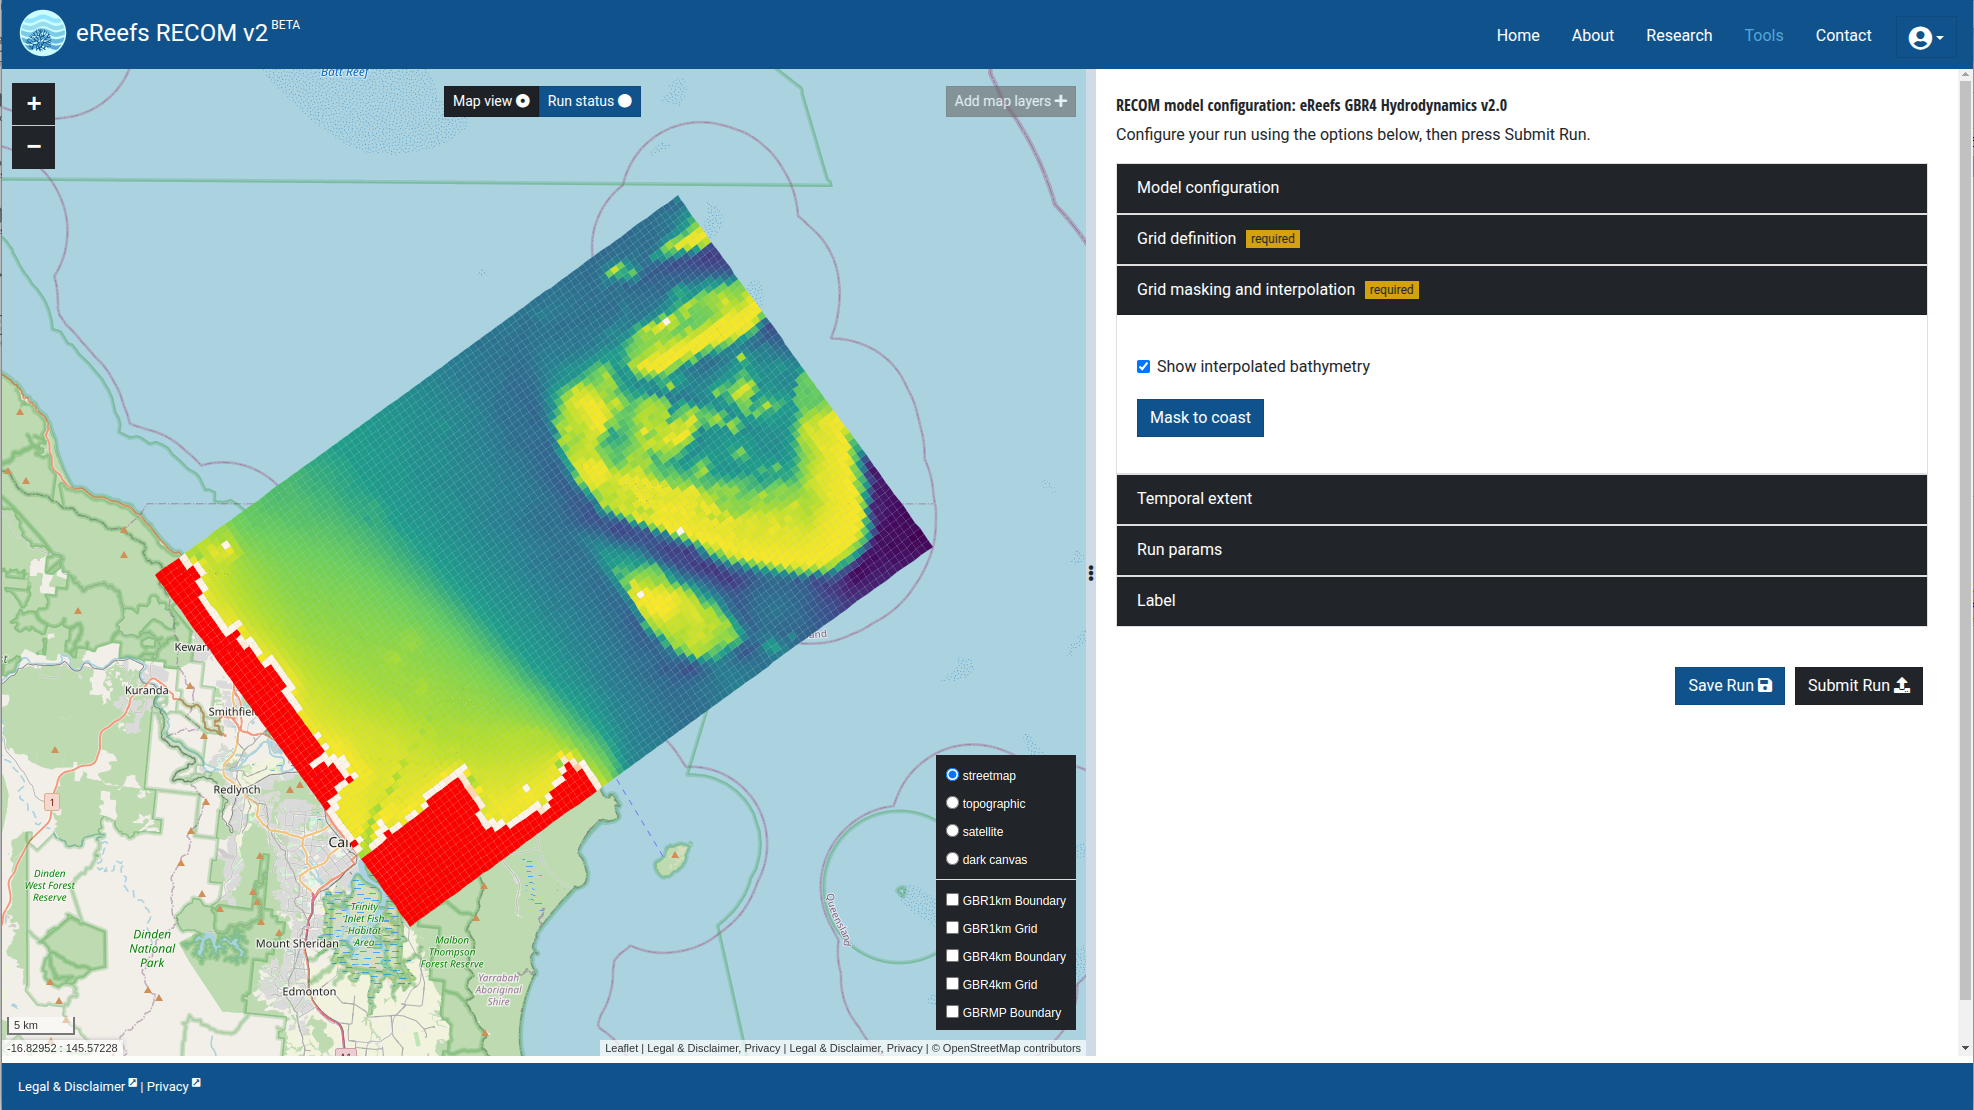 eReefs RECOM v2 BETA
Home About Research Tools Contact
Batt Reef
+
−
Map view Run status
Add map layers
Kuranda
Smithfiel
Redlynch
Dinden
West Forest
Reserve
Dinden
National
Park
Trinity
Inlet Fish
Habitat
Area
Mount Sheridan
Malbon
Thompson
Forest Reserve
Yarrabah
Aboriginal
Shire
Edmonton
1
Queensland
streetmap
topographic
satellite
dark canvas
GBR1km Boundary
GBR1km Grid
GBR4km Boundary
GBR4km Grid
GBRMP Boundary
5 km
-16.82952 : 145.57228
Leaflet | Legal & Disclaimer, Privacy | Legal & Disclaimer, Privacy | © OpenStreetMap contributors
RECOM model configuration: eReefs GBR4 Hydrodynamics v2.0
Configure your run using the options below, then press Submit Run.
Model configuration
Grid definition required
Grid masking and interpolation required
Show interpolated bathymetry
Mask to coast
Temporal extent
Run params
Label
Save Run Submit Run
Legal & Disclaimer | Privacy